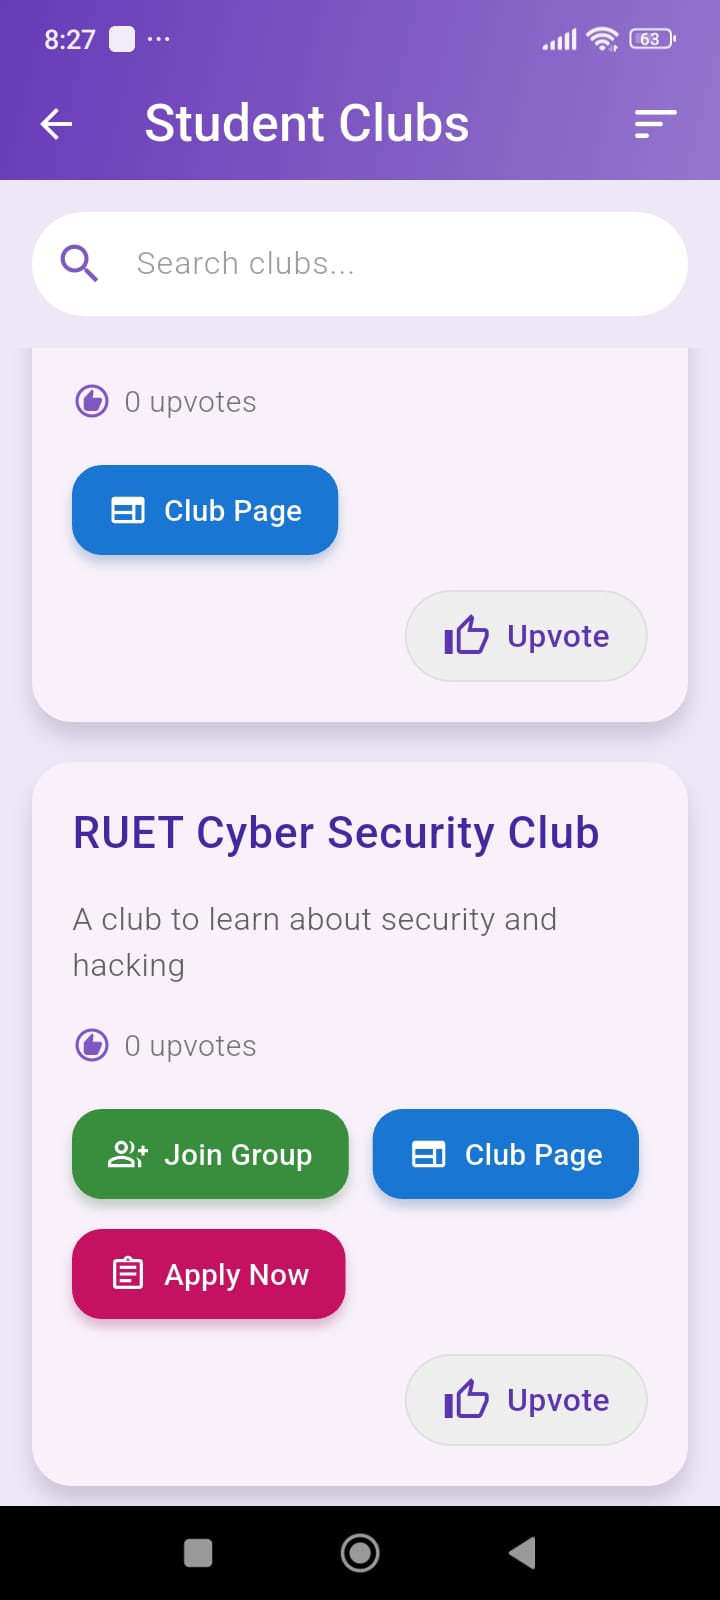 8:27
63
Student Clubs
Search clubs...
0 upvotes
Club Page
Upvote
RUET Cyber Security Club
A club to learn about security and
hacking
0 upvotes
Join Group
Club Page
Apply Now
Upvote